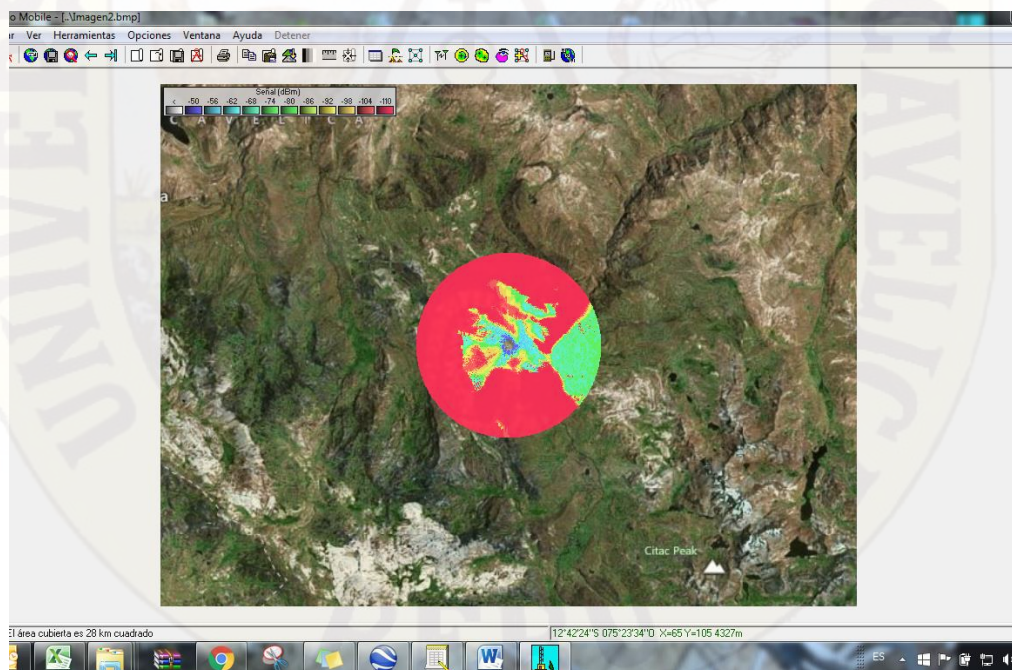 o Mobile - [..\Imagen2.bmp]
Ver Herramientas Opciones Ventana Ayuda Detener
Señal (dBm)
< -50 -56 -62 -68 -74 -80 -86 -92 -98 -104 -110
C A V E L I C A
a
Citac Peak
El área cubierta es 28 km cuadrado
12°42'24"S 075°23'34"O X=65 Y=105 4327m
ES